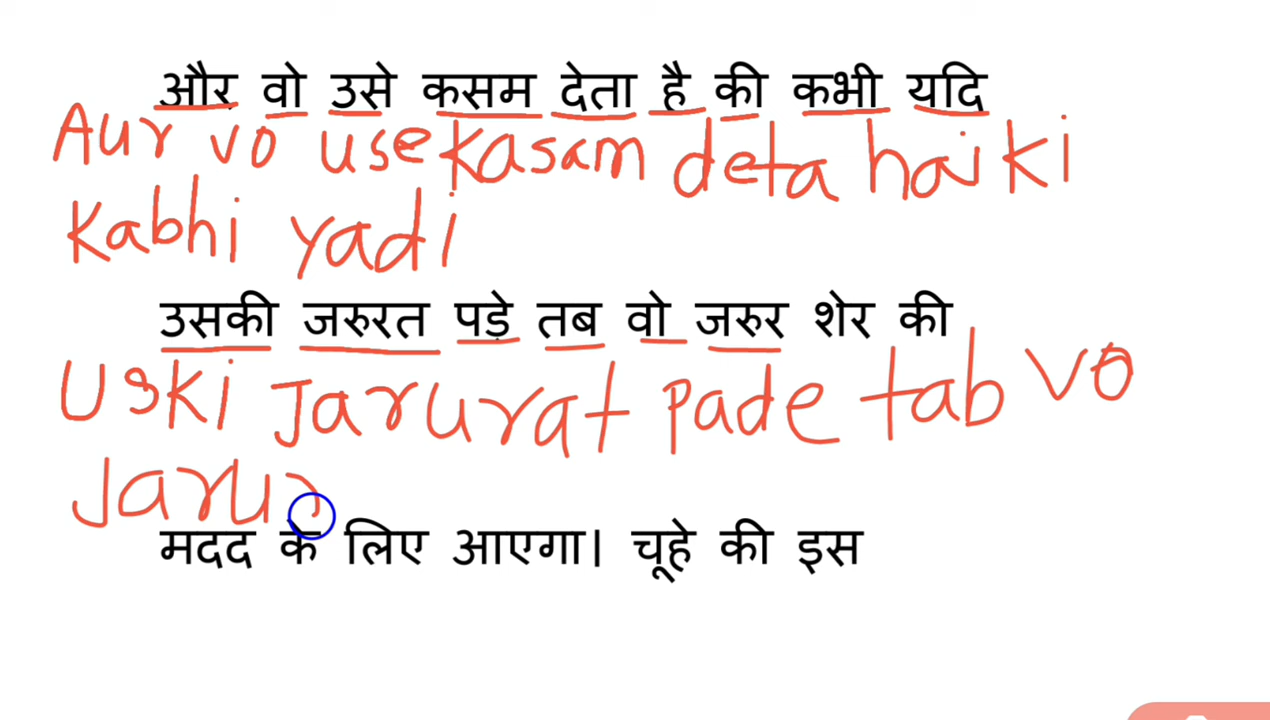 और वो उसे कसम देता है की कभी यदि
Aur vo use kasam deta hai ki
Kabhi yadi
उसकी जरुरत पड़े तब वो जरुर शेर की
Uski Jarurat pade tab vo
Jarur
मदद के लिए आएगा। चूहे की इस